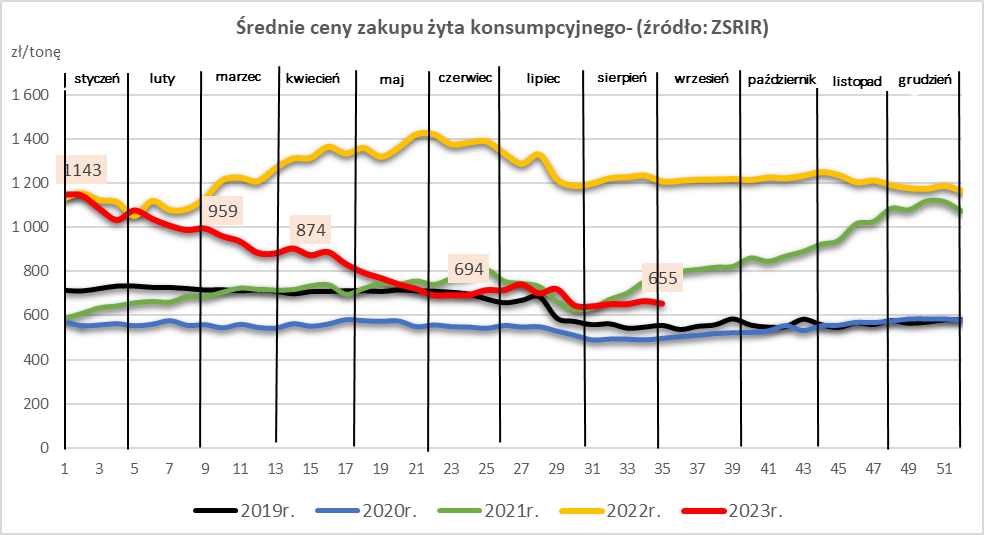 Średnie ceny zakupu żyta konsumpcyjnego- (źródło: ZSRIR)
zł/tonę
styczeń luty marzec kwiecień maj czerwiec lipiec sierpień wrzesień październik listopad grudzień
1 600
1 400
1 200
1 000
800
600
400
200
0
1143
959
874
694
655
1 3 5 7 9 11 13 15 17 19 21 23 25 27 29 31 33 35 37 39 41 43 45 47 49 51
2019r. 2020r. 2021r. 2022r. 2023r.